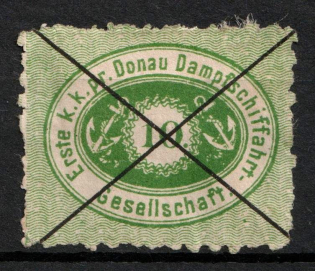 Erste k.k. pr. Donau Dampfschiffahrt-
Gesellschaft.
10